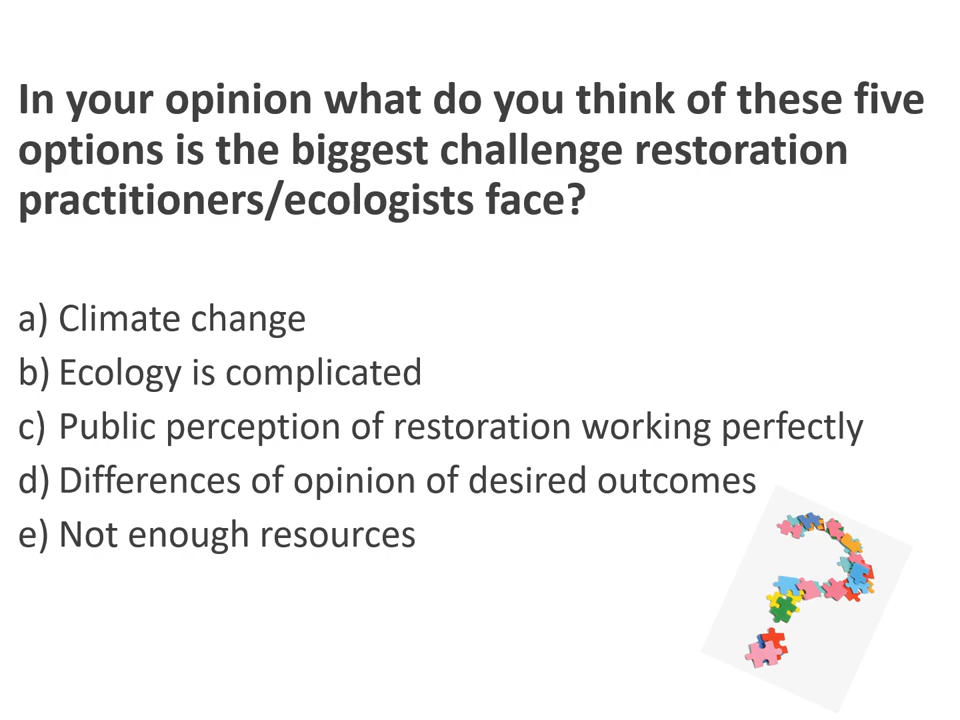 In your opinion what do you think of these five
options is the biggest challenge restoration
practitioners/ecologists face?
a) Climate change
b) Ecology is complicated
c) Public perception of restoration working perfectly
d) Differences of opinion of desired outcomes
e) Not enough resources